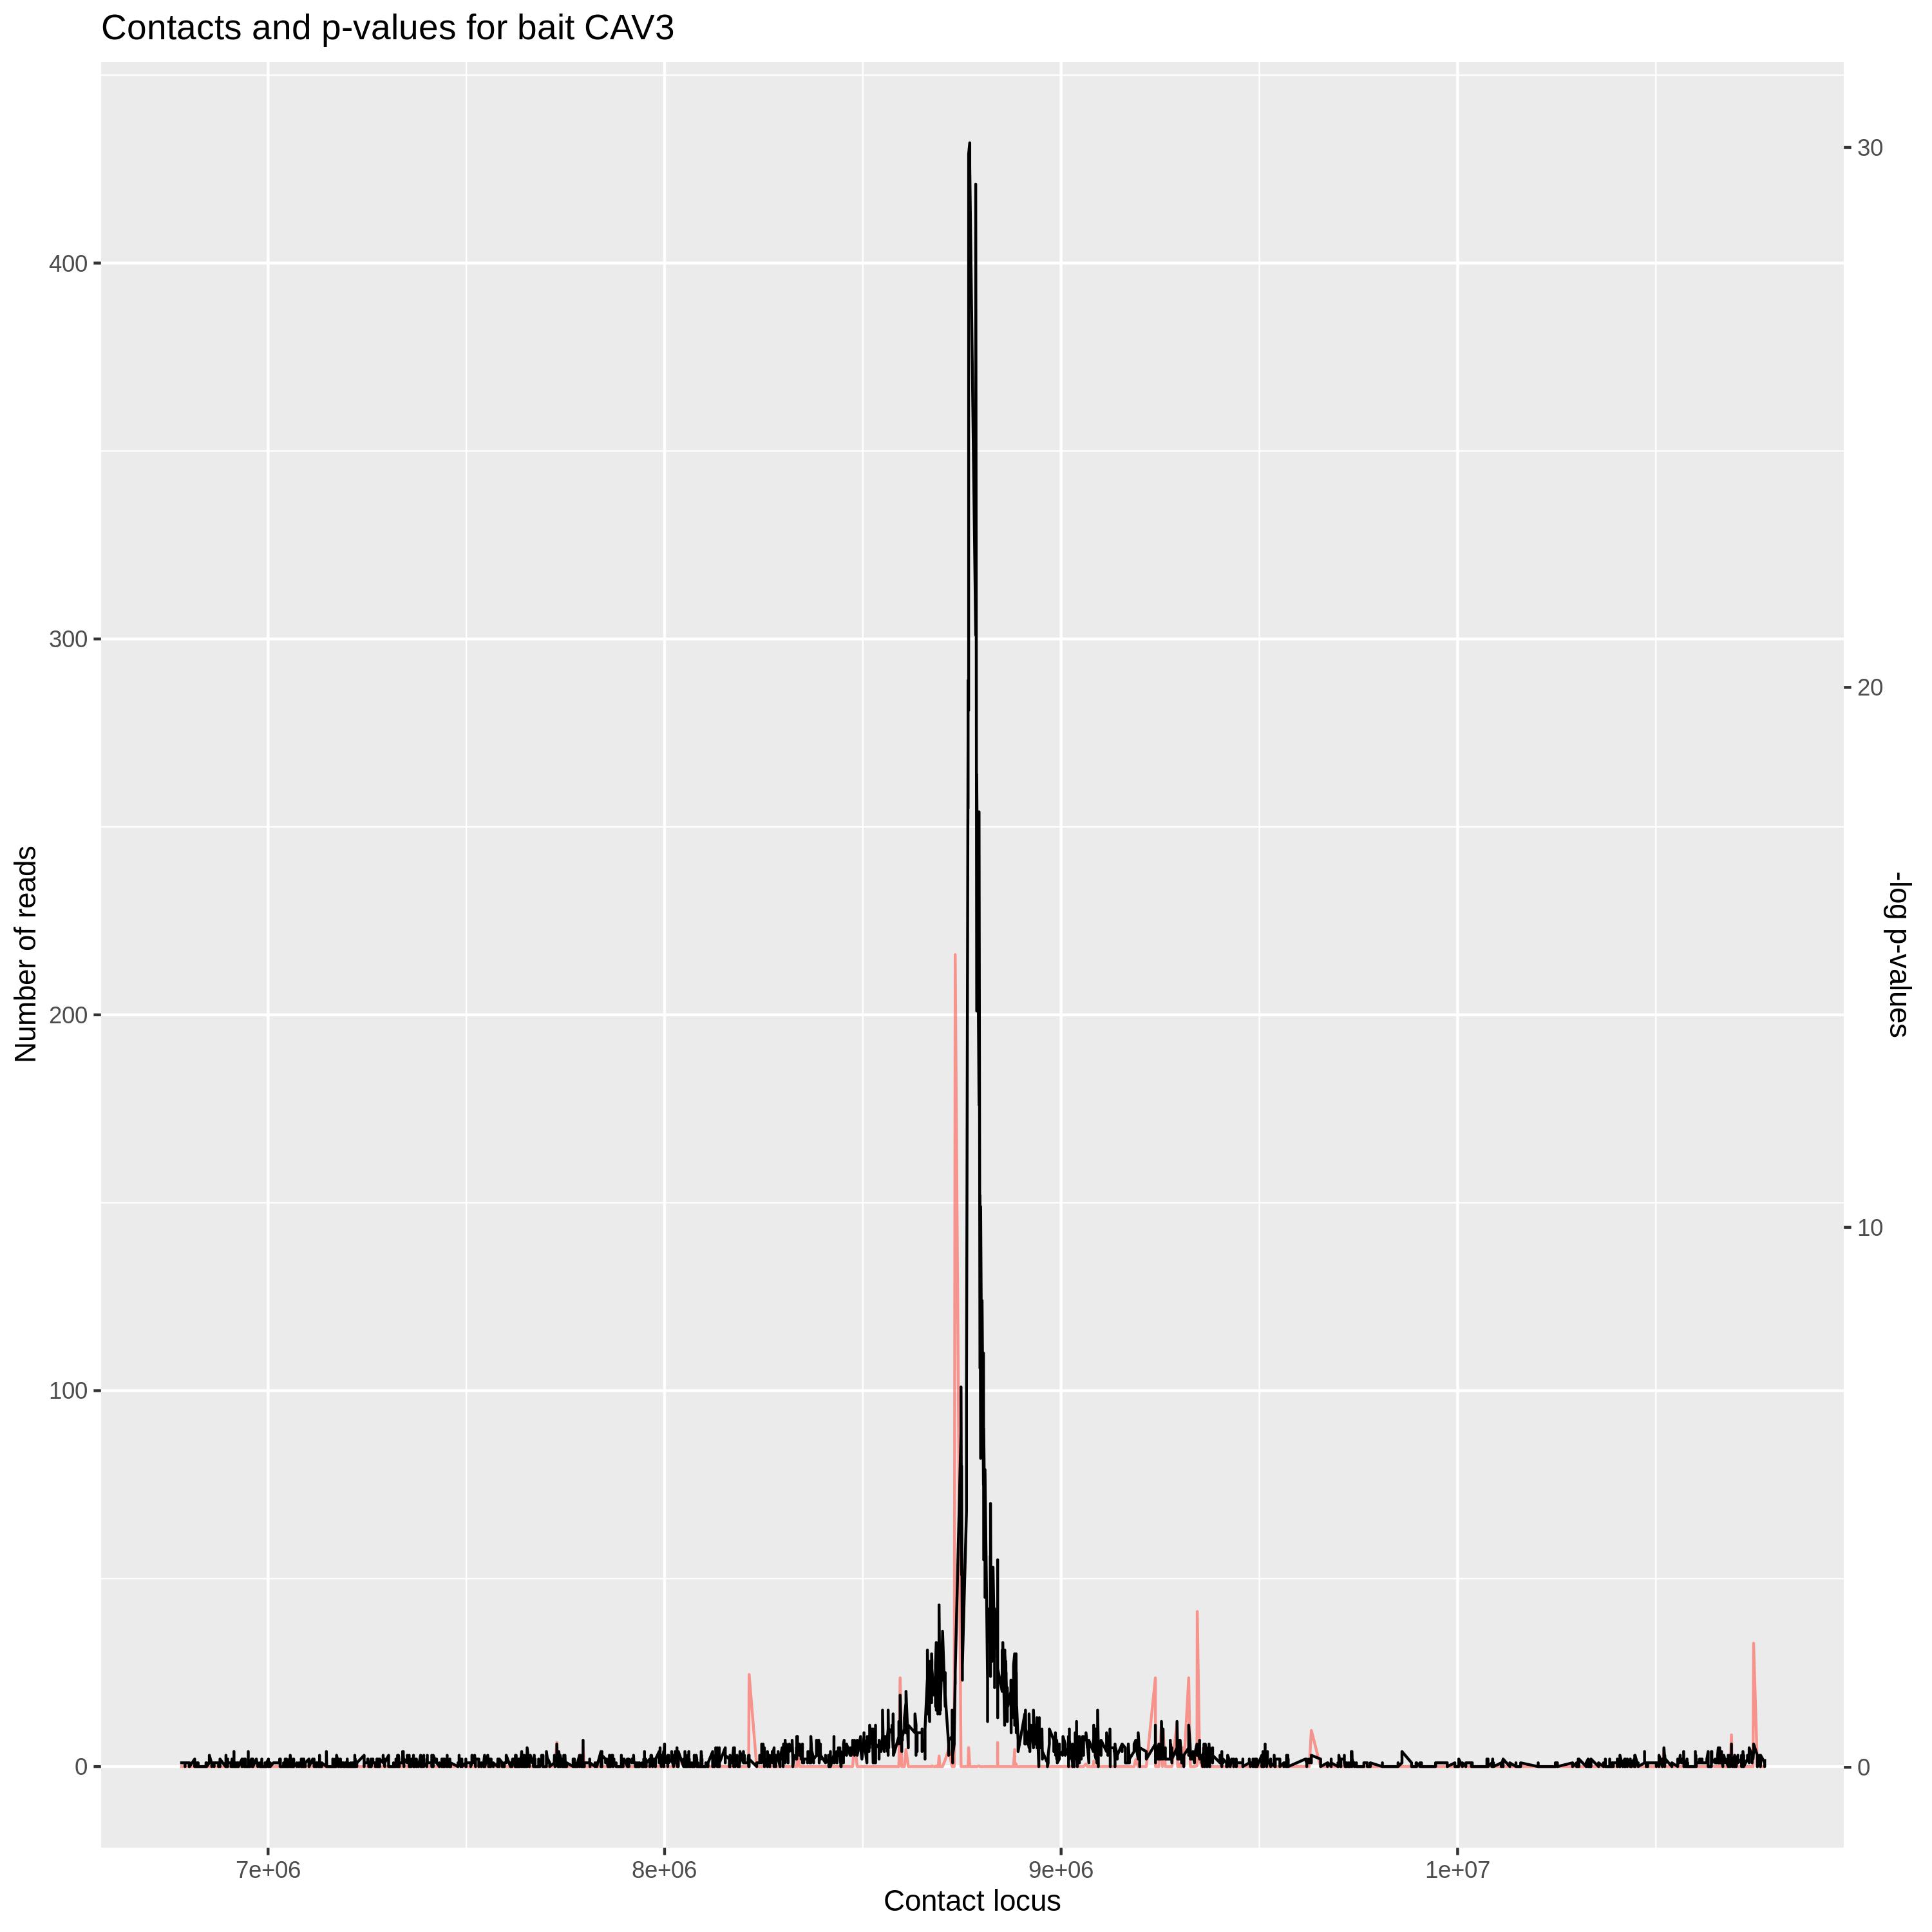 Contacts and p-values for bait CAV3
Number of reads
400
300
200
100
0
30
20
10
0
-log p-values
7e+06
8e+06
9e+06
1e+07
Contact locus